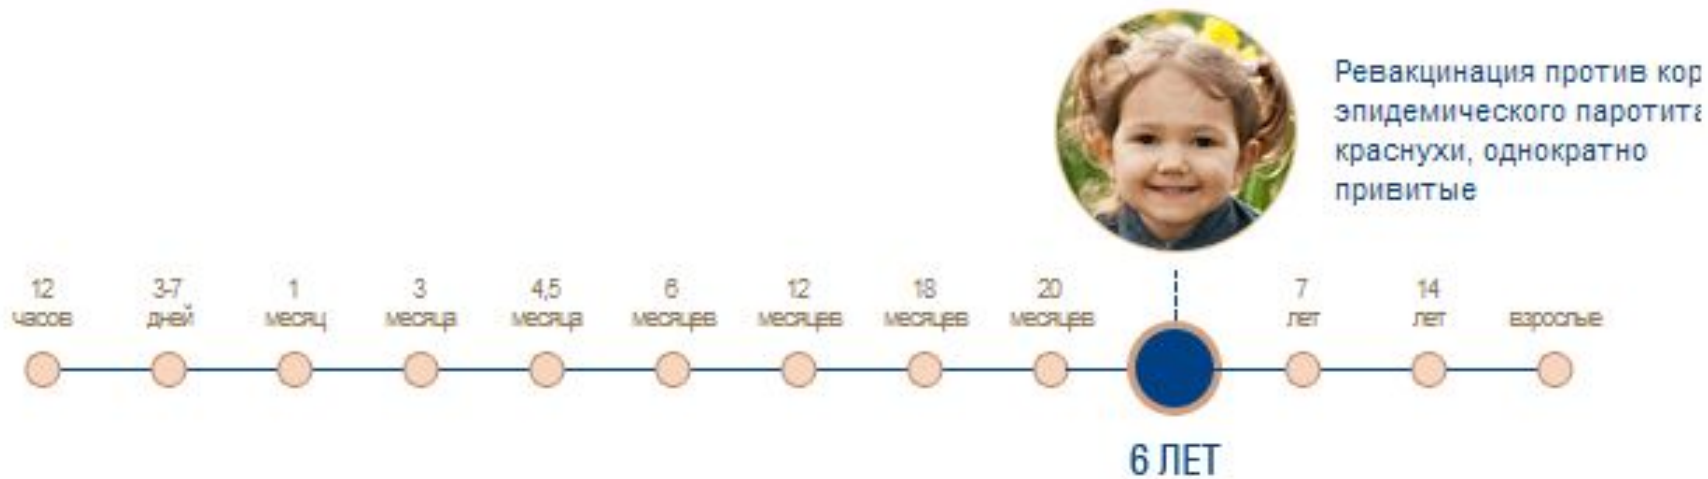 Ревакцинация против кор
эпидемического паротита
краснухи, однократно
привитые
12
часов
3-7
дней
1
месяц
3
месяца
4,5
месяца
6
месяцев
12
месяцев
18
месяцев
20
месяцев
7
лет
14
лет
взрослые
6 ЛЕТ